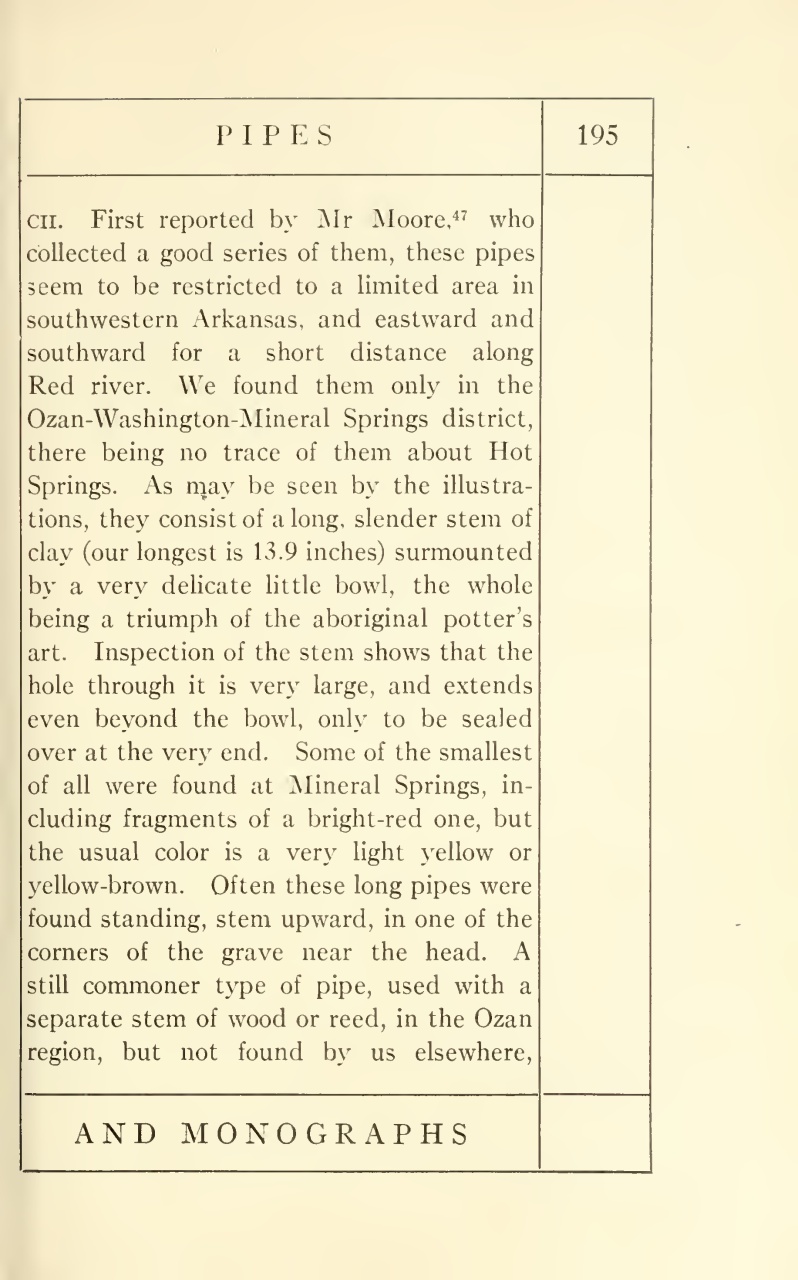 PIPES
195
CII. First reported by Mr Moore,⁴⁷ who
collected a good series of them, these pipes
seem to be restricted to a limited area in
southwestern Arkansas, and eastward and
southward for a short distance along
Red river. We found them only in the
Ozan-Washington-Mineral Springs district,
there being no trace of them about Hot
Springs. As may be seen by the illustra-
tions, they consist of a long, slender stem of
clay (our longest is 13.9 inches) surmounted
by a very delicate little bowl, the whole
being a triumph of the aboriginal potter's
art. Inspection of the stem shows that the
hole through it is very large, and extends
even beyond the bowl, only to be sealed
over at the very end. Some of the smallest
of all were found at Mineral Springs, in-
cluding fragments of a bright-red one, but
the usual color is a very light yellow or
yellow-brown. Often these long pipes were
found standing, stem upward, in one of the
corners of the grave near the head. A
still commoner type of pipe, used with a
separate stem of wood or reed, in the Ozan
region, but not found by us elsewhere,
AND MONOGRAPHS